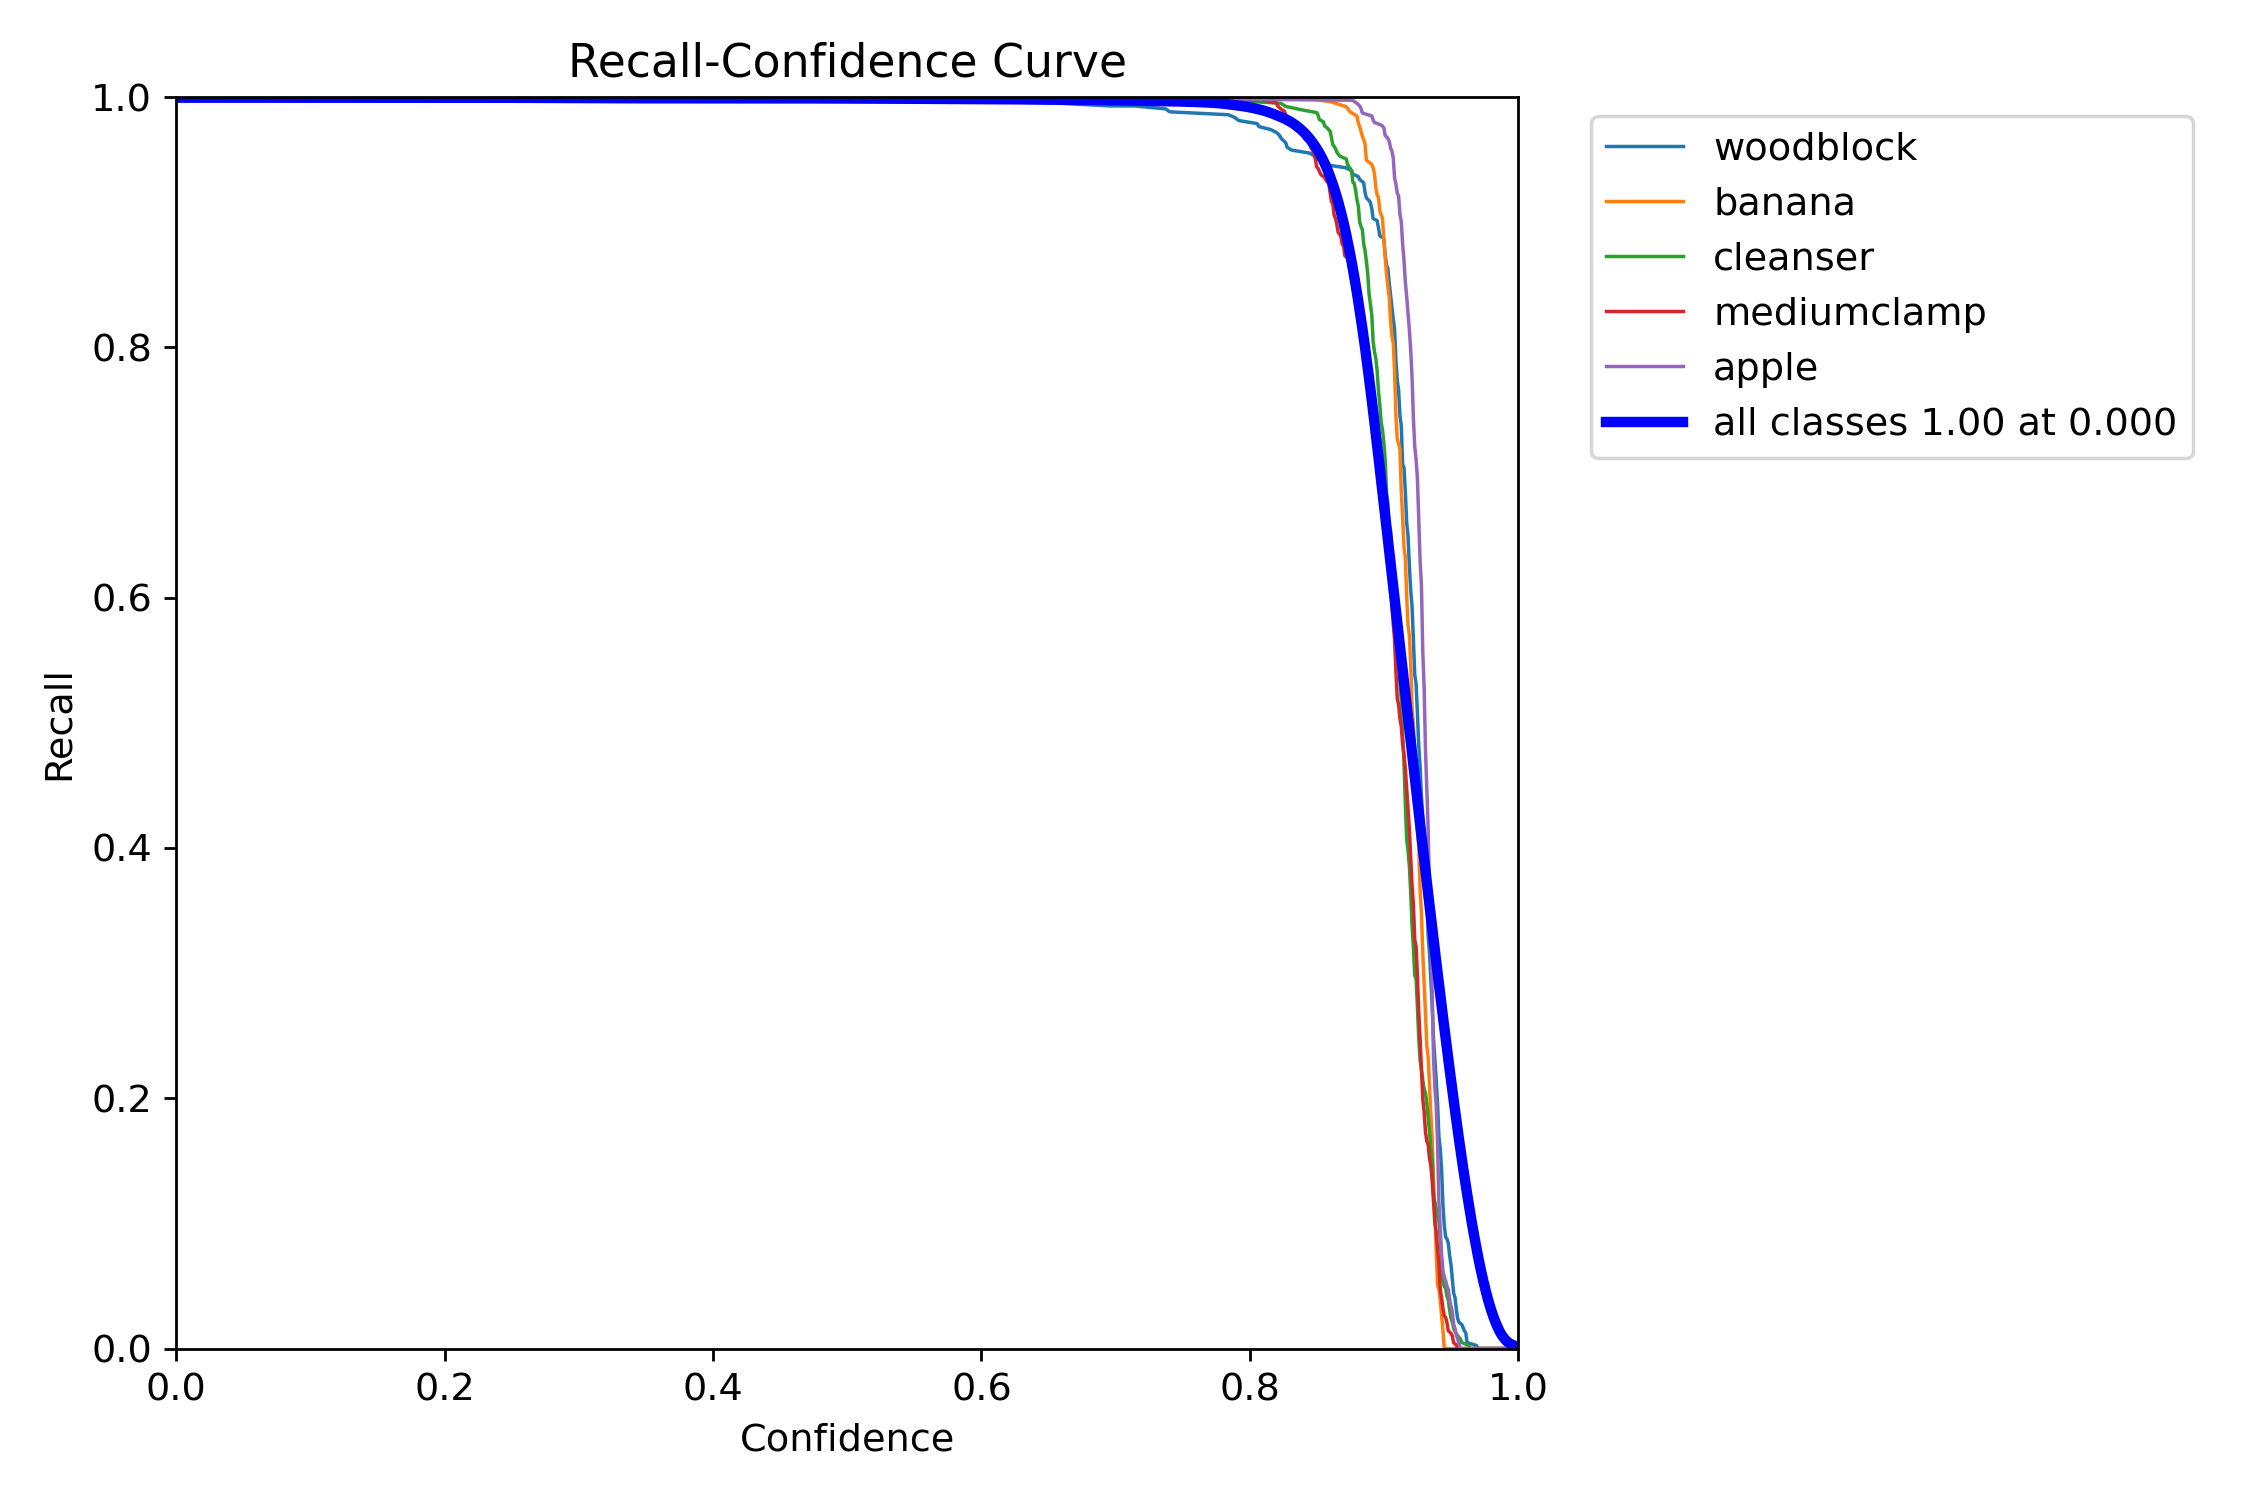 Recall-Confidence Curve
1.0
0.8
0.6
0.4
0.2
0.0
Recall
0.0 0.2 0.4 0.6 0.8 1.0
Confidence
woodblock
banana
cleanser
mediumclamp
apple
all classes 1.00 at 0.000